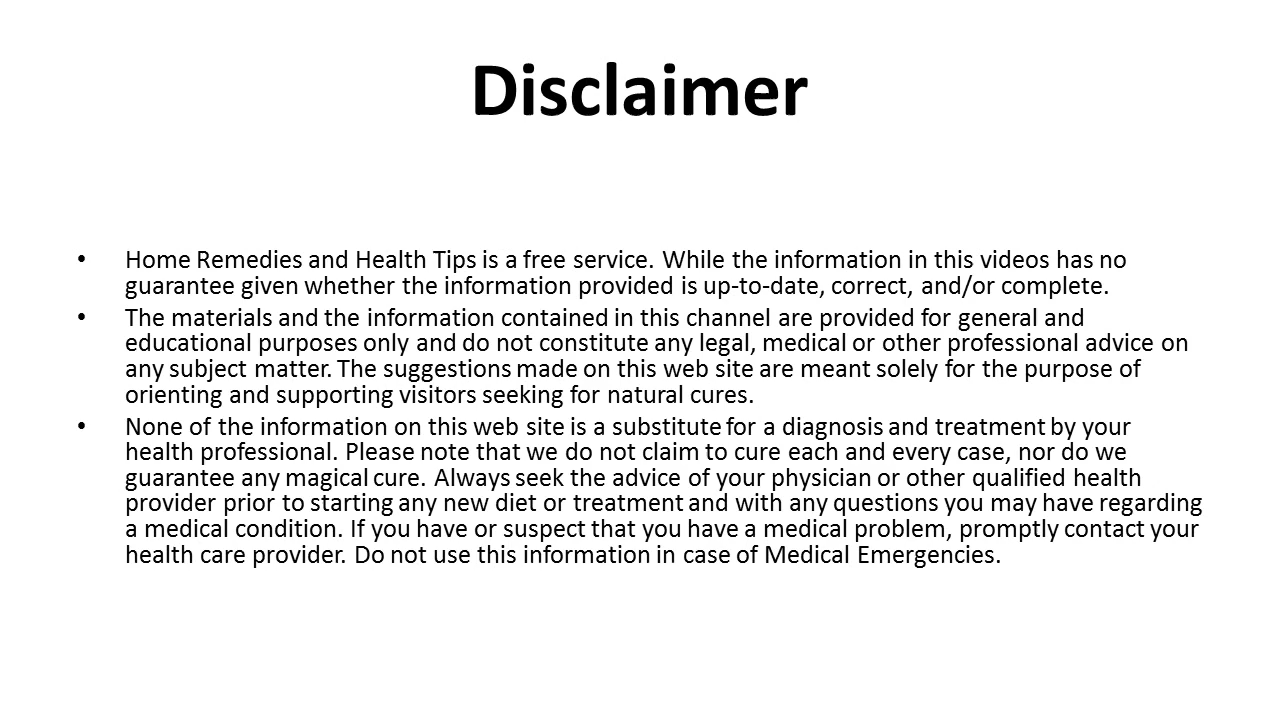 Disclaimer
• Home Remedies and Health Tips is a free service. While the information in this videos has no
guarantee given whether the information provided is up-to-date, correct, and/or complete.
• The materials and the information contained in this channel are provided for general and
educational purposes only and do not constitute any legal, medical or other professional advice on
any subject matter. The suggestions made on this web site are meant solely for the purpose of
orienting and supporting visitors seeking for natural cures.
• None of the information on this web site is a substitute for a diagnosis and treatment by your
health professional. Please note that we do not claim to cure each and every case, nor do we
guarantee any magical cure. Always seek the advice of your physician or other qualified health
provider prior to starting any new diet or treatment and with any questions you may have regarding
a medical condition. If you have or suspect that you have a medical problem, promptly contact your
health care provider. Do not use this information in case of Medical Emergencies.